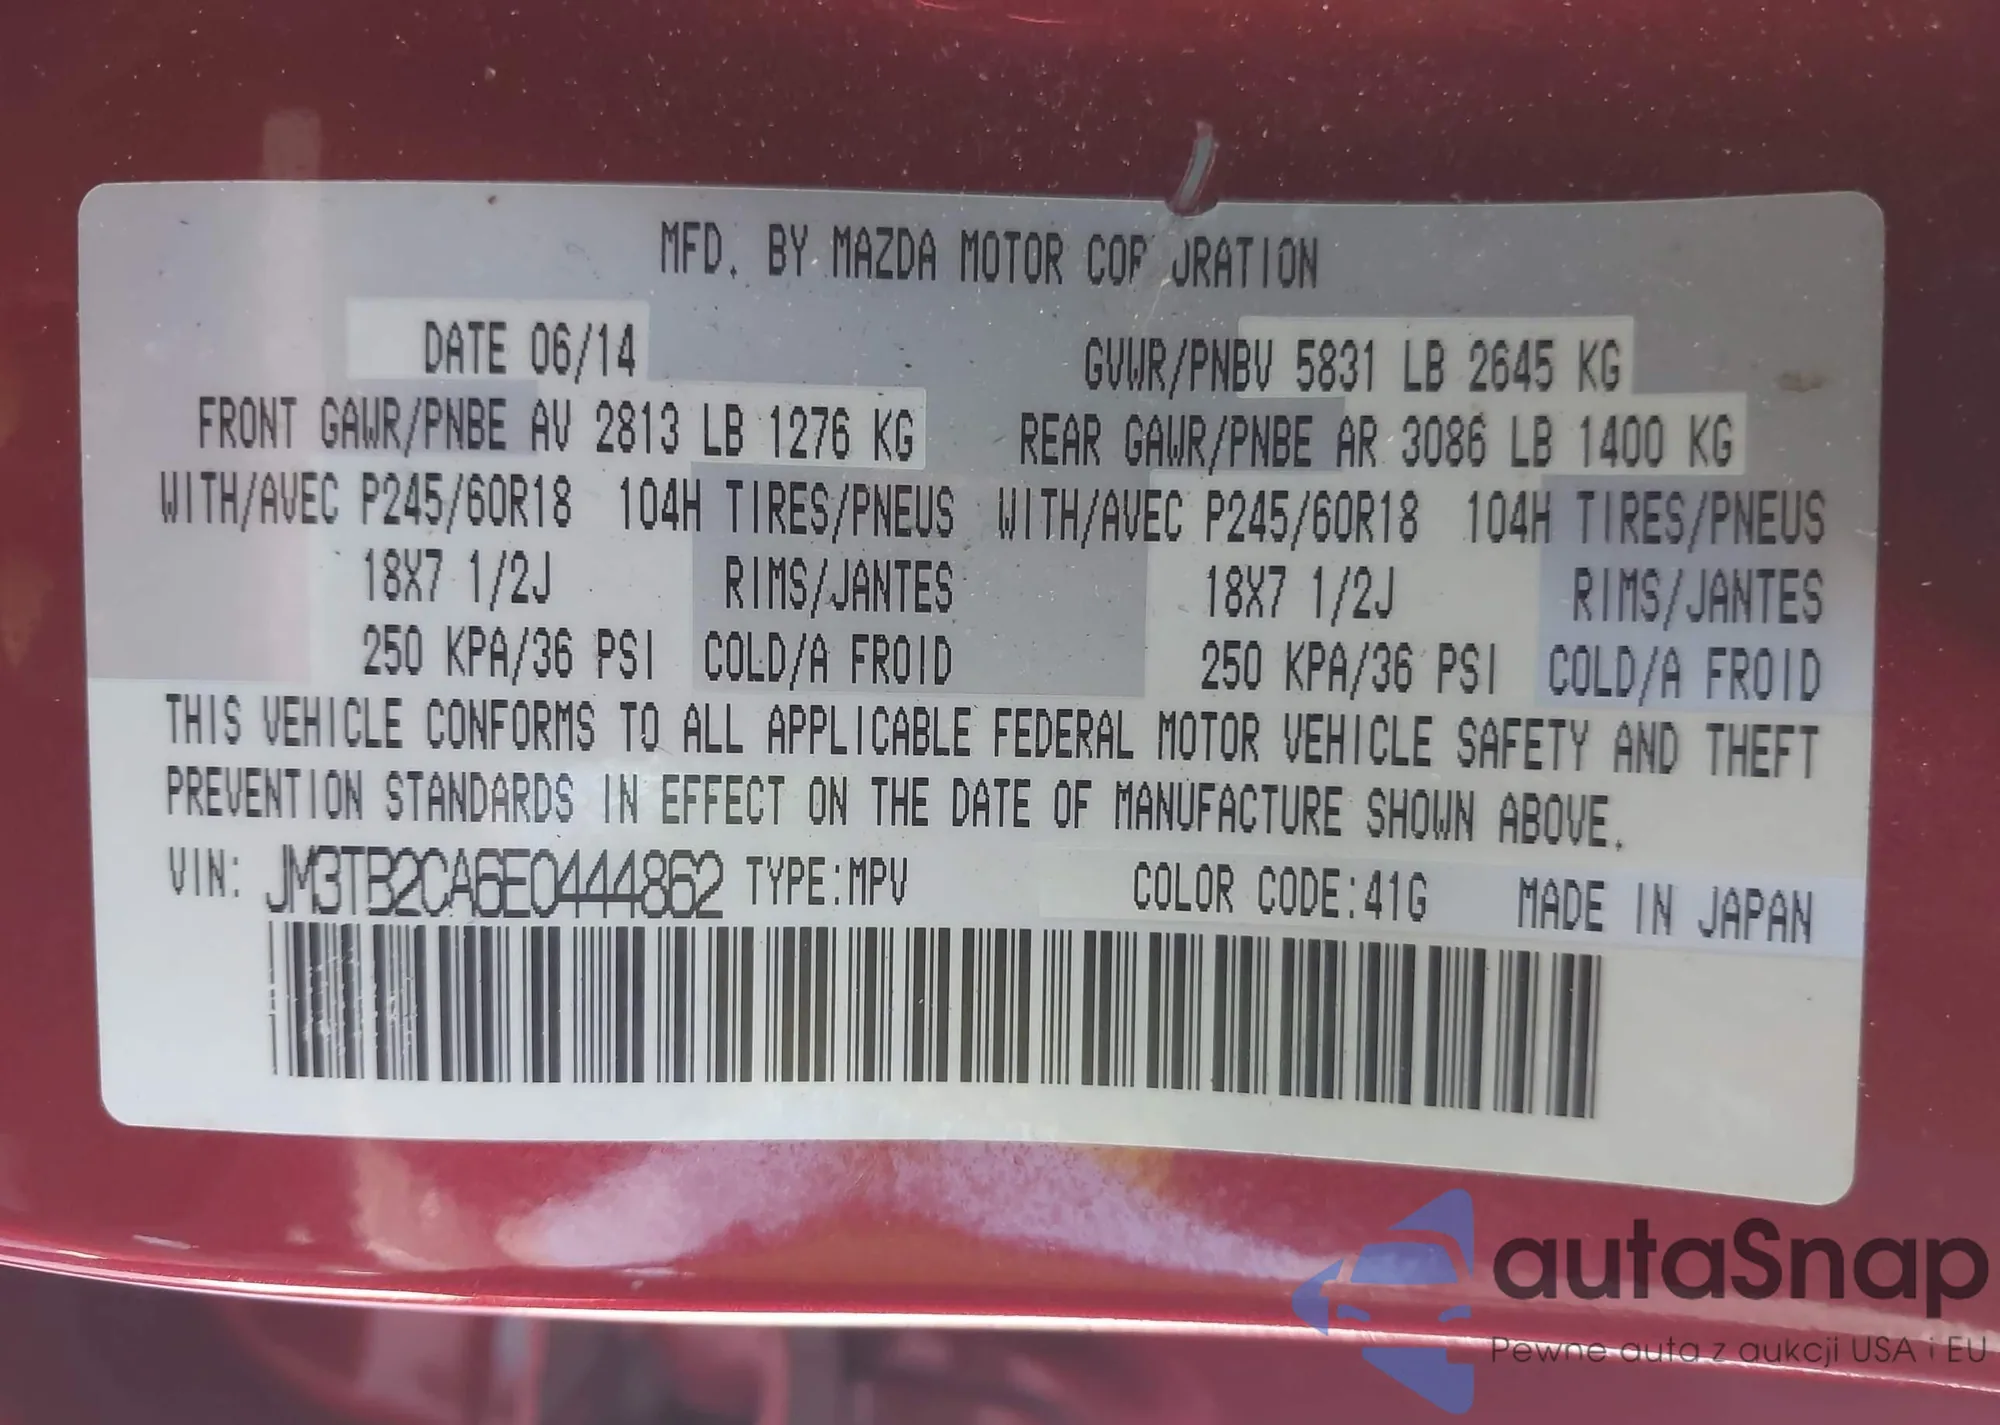 MFD. BY MAZDA MOTOR CORPORATION
DATE 06/14 GVWR/PNBV 5831 LB 2645 KG
FRONT GAWR/PNBE AV 2813 LB 1276 KG REAR GAWR/PNBE AR 3086 LB 1400 KG
WITH/AVEC P245/60R18 104H TIRES/PNEUS WITH/AVEC P245/60R18 104H TIRES/PNEUS
18X7 1/2J RIMS/JANTES 18X7 1/2J RIMS/JANTES
250 KPA/36 PSI COLD/A FROID 250 KPA/36 PSI COLD/A FROID
THIS VEHICLE CONFORMS TO ALL APPLICABLE FEDERAL MOTOR VEHICLE SAFETY AND THEFT
PREVENTION STANDARDS IN EFFECT ON THE DATE OF MANUFACTURE SHOWN ABOVE.
VIN: JM3TB2CA6E0444862 TYPE:MPV COLOR CODE:41G MADE IN JAPAN
autaSnap
Pewne auta z aukcji USA i EU